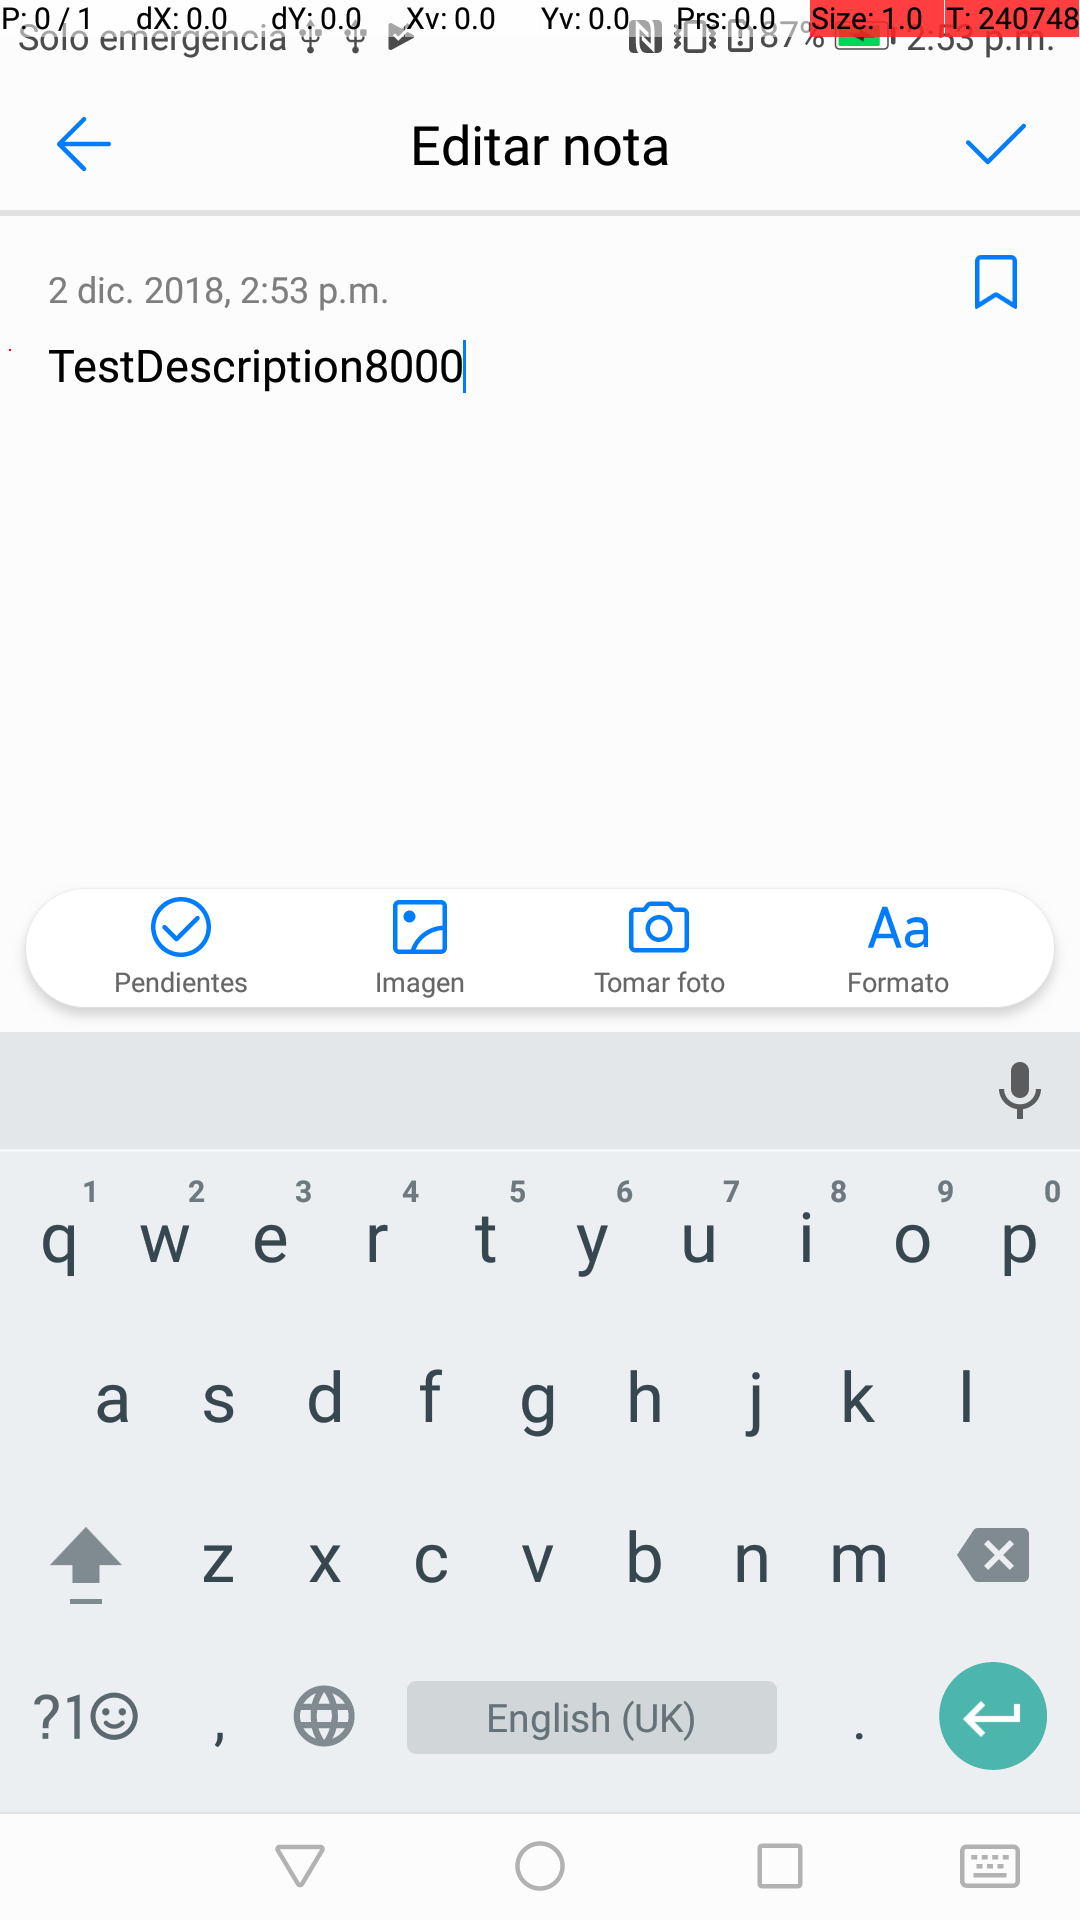 P: 0 / 1 dX: 0.0 dY: 0.0 Xv: 0.0 Yv: 0.0 Prs: 0.0 Size: 1.0 T: 240748
Solo emergencia 87% 2:53 p.m.
Editar nota
2 dic. 2018, 2:53 p.m.
TestDescription8000
Aa
Pendientes Imagen Tomar foto Formato
1 2 3 4 5 6 7 8 9 0
q w e r t y u i o p
a s d f g h j k l
z x c v b n m
?1 , English (UK) .